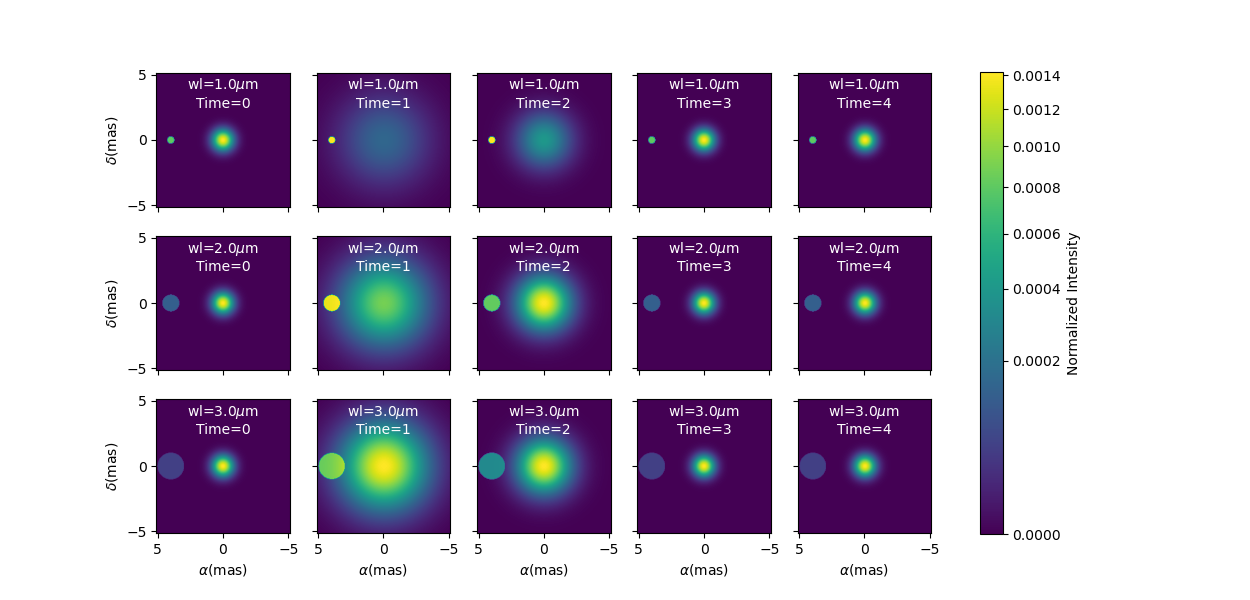 wl=1.0μm wl=1.0μm wl=1.0μm wl=1.0μm wl=1.0μm
Time=0 Time=1 Time=2 Time=3 Time=4
5
0
−5
δ(mas)
wl=2.0μm wl=2.0μm wl=2.0μm wl=2.0μm wl=2.0μm
Time=0 Time=1 Time=2 Time=3 Time=4
5
0
−5
δ(mas)
wl=3.0μm wl=3.0μm wl=3.0μm wl=3.0μm wl=3.0μm
Time=0 Time=1 Time=2 Time=3 Time=4
5
0
−5
δ(mas)
5 0 −5 5 0 −5 5 0 −5 5 0 −5 5 0 −5
α(mas) α(mas) α(mas) α(mas) α(mas)
0.0014
0.0012
0.0010
0.0008
0.0006
0.0004
0.0002
0.0000
Normalized Intensity